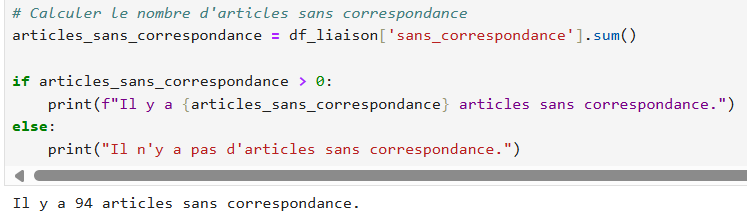 # Calculer le nombre d'articles sans correspondance
articles_sans_correspondance = df_liaison['sans_correspondance'].sum()
if articles_sans_correspondance > 0:
    print(f"Il y a {articles_sans_correspondance} articles sans correspondance.")
else:
    print("Il n'y a pas d'articles sans correspondance.")
Il y a 94 articles sans correspondance.